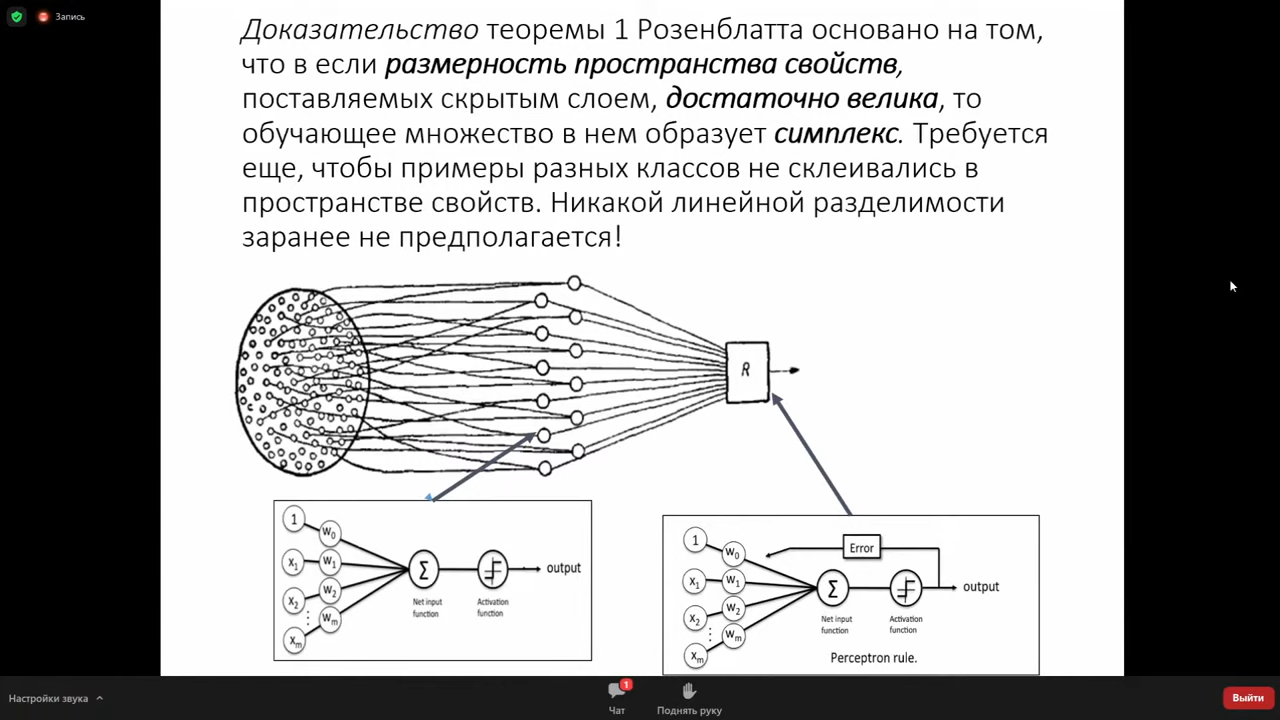 Запись
Доказательство теоремы 1 Розенблатта основано на том,
что в если размерность пространства свойств,
поставляемых скрытым слоем, достаточно велика, то
обучающее множество в нем образует симплекс. Требуется
еще, чтобы примеры разных классов не склеивались в
пространстве свойств. Никакой линейной разделимости
заранее не предполагается!
R
1
w0
x1
w1
x2
w2
⋮
wm
xm
Σ
output
Net input
function
Activation
function
1
w0
x1
w1
x2
w2
⋮
wm
xm
Error
Σ
output
Net input
function
Activation
function
Perceptron rule.
Настройки звука
1
Чат
Поднять руку
Выйти